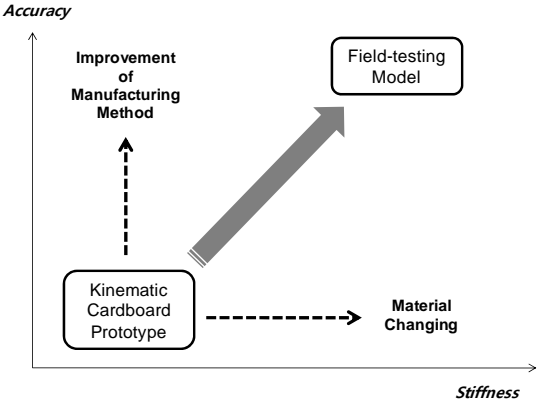 Accuracy
Improvement
of
Manufacturing
Method
Field-testing
Model
Kinematic
Cardboard
Prototype
Material
Changing
Stiffness